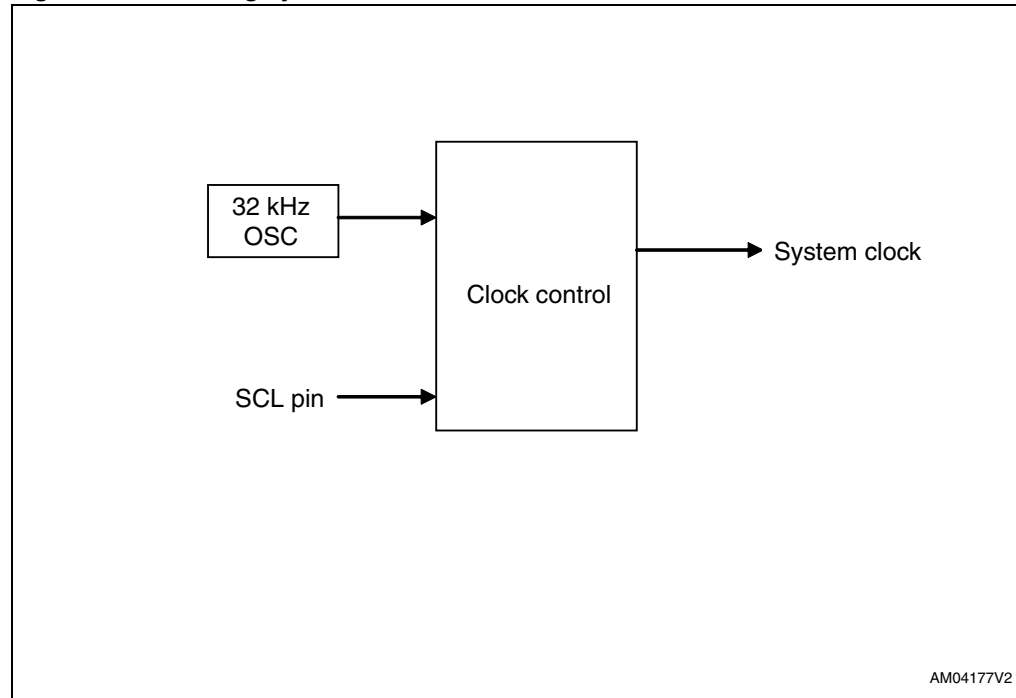 32 kHz
OSC
Clock control
System clock
SCL pin
AM04177V2